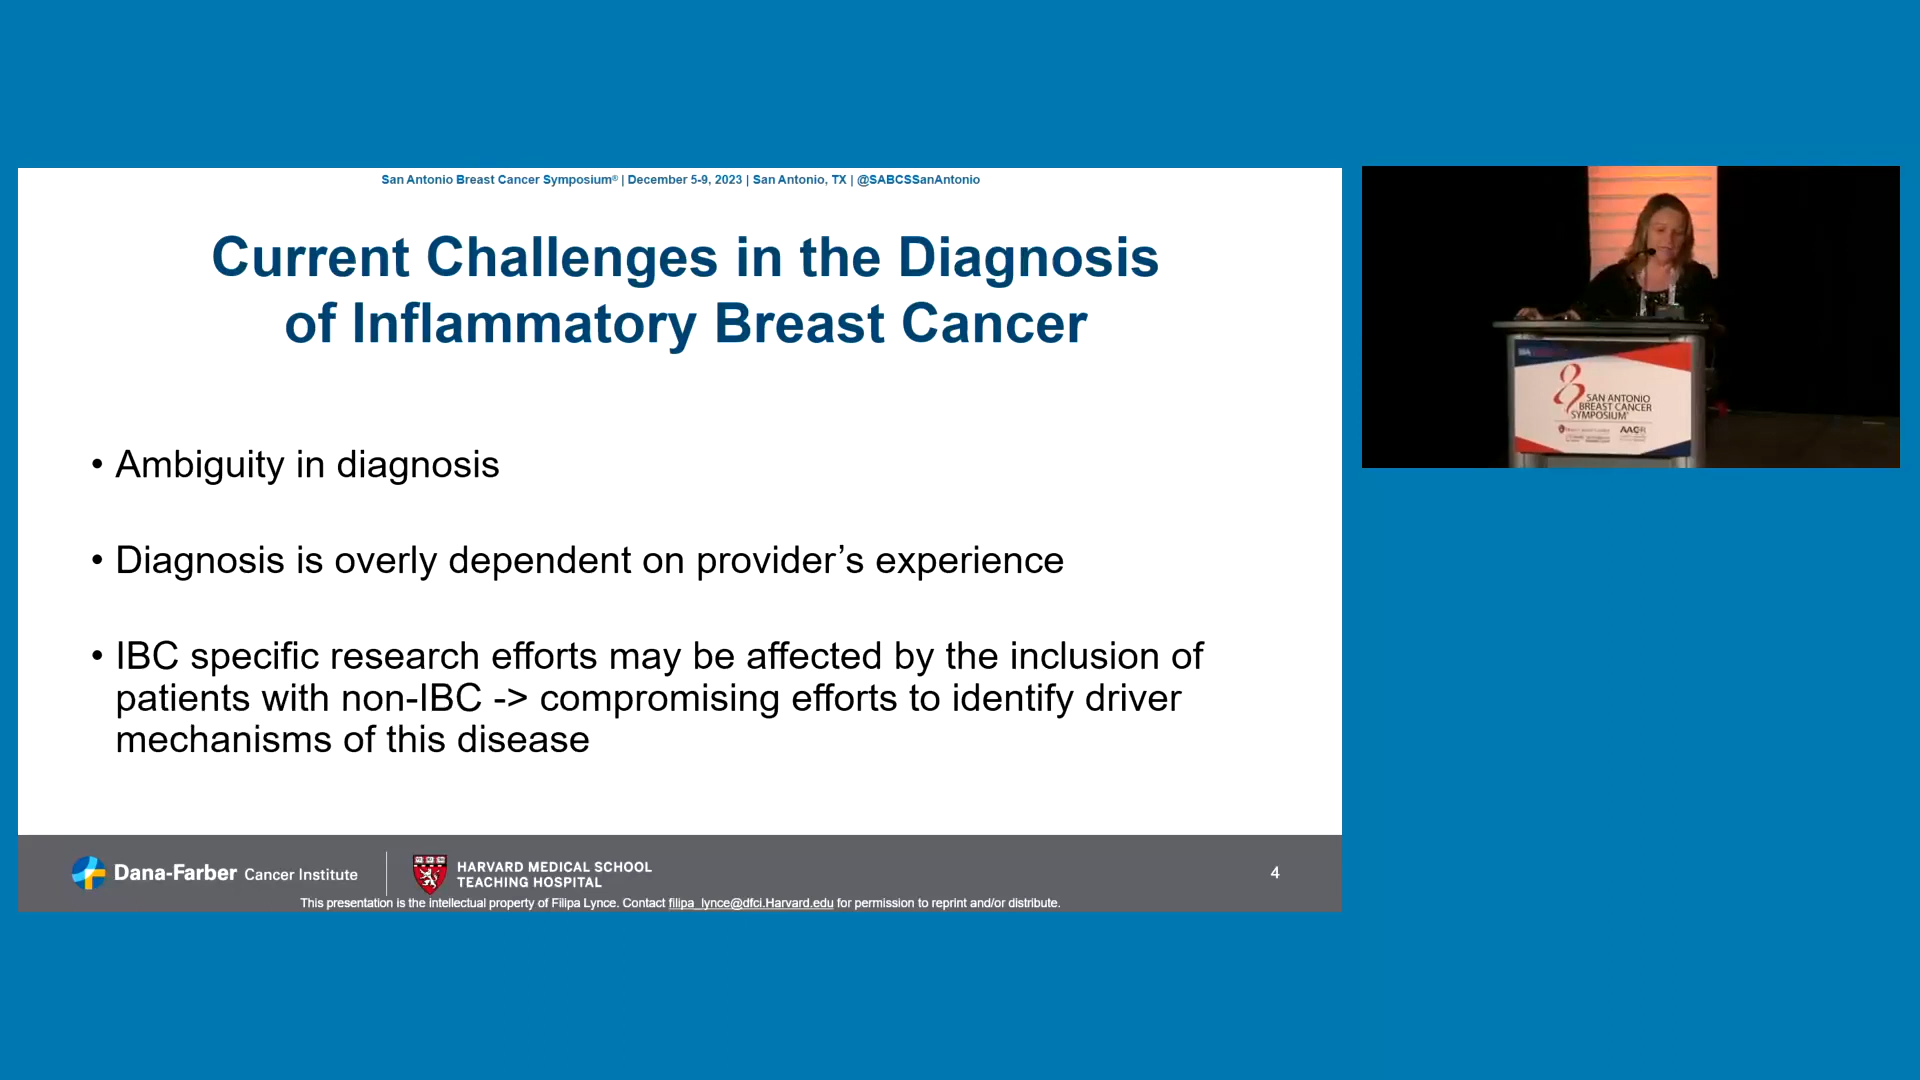 San Antonio Breast Cancer Symposium® | December 5-9, 2023 | San Antonio, TX | @SABCSSanAntonio
Current Challenges in the Diagnosis
of Inflammatory Breast Cancer
• Ambiguity in diagnosis
• Diagnosis is overly dependent on provider’s experience
• IBC specific research efforts may be affected by the inclusion of
patients with non-IBC -> compromising efforts to identify driver
mechanisms of this disease
Dana-Farber Cancer Institute
HARVARD MEDICAL SCHOOL
TEACHING HOSPITAL
4
This presentation is the intellectual property of Filipa Lynce. Contact filipa_lynce@dfci.Harvard.edu for permission to reprint and/or distribute.
SAN ANTONIO
BREAST CANCER
SYMPOSIUM®
AACR